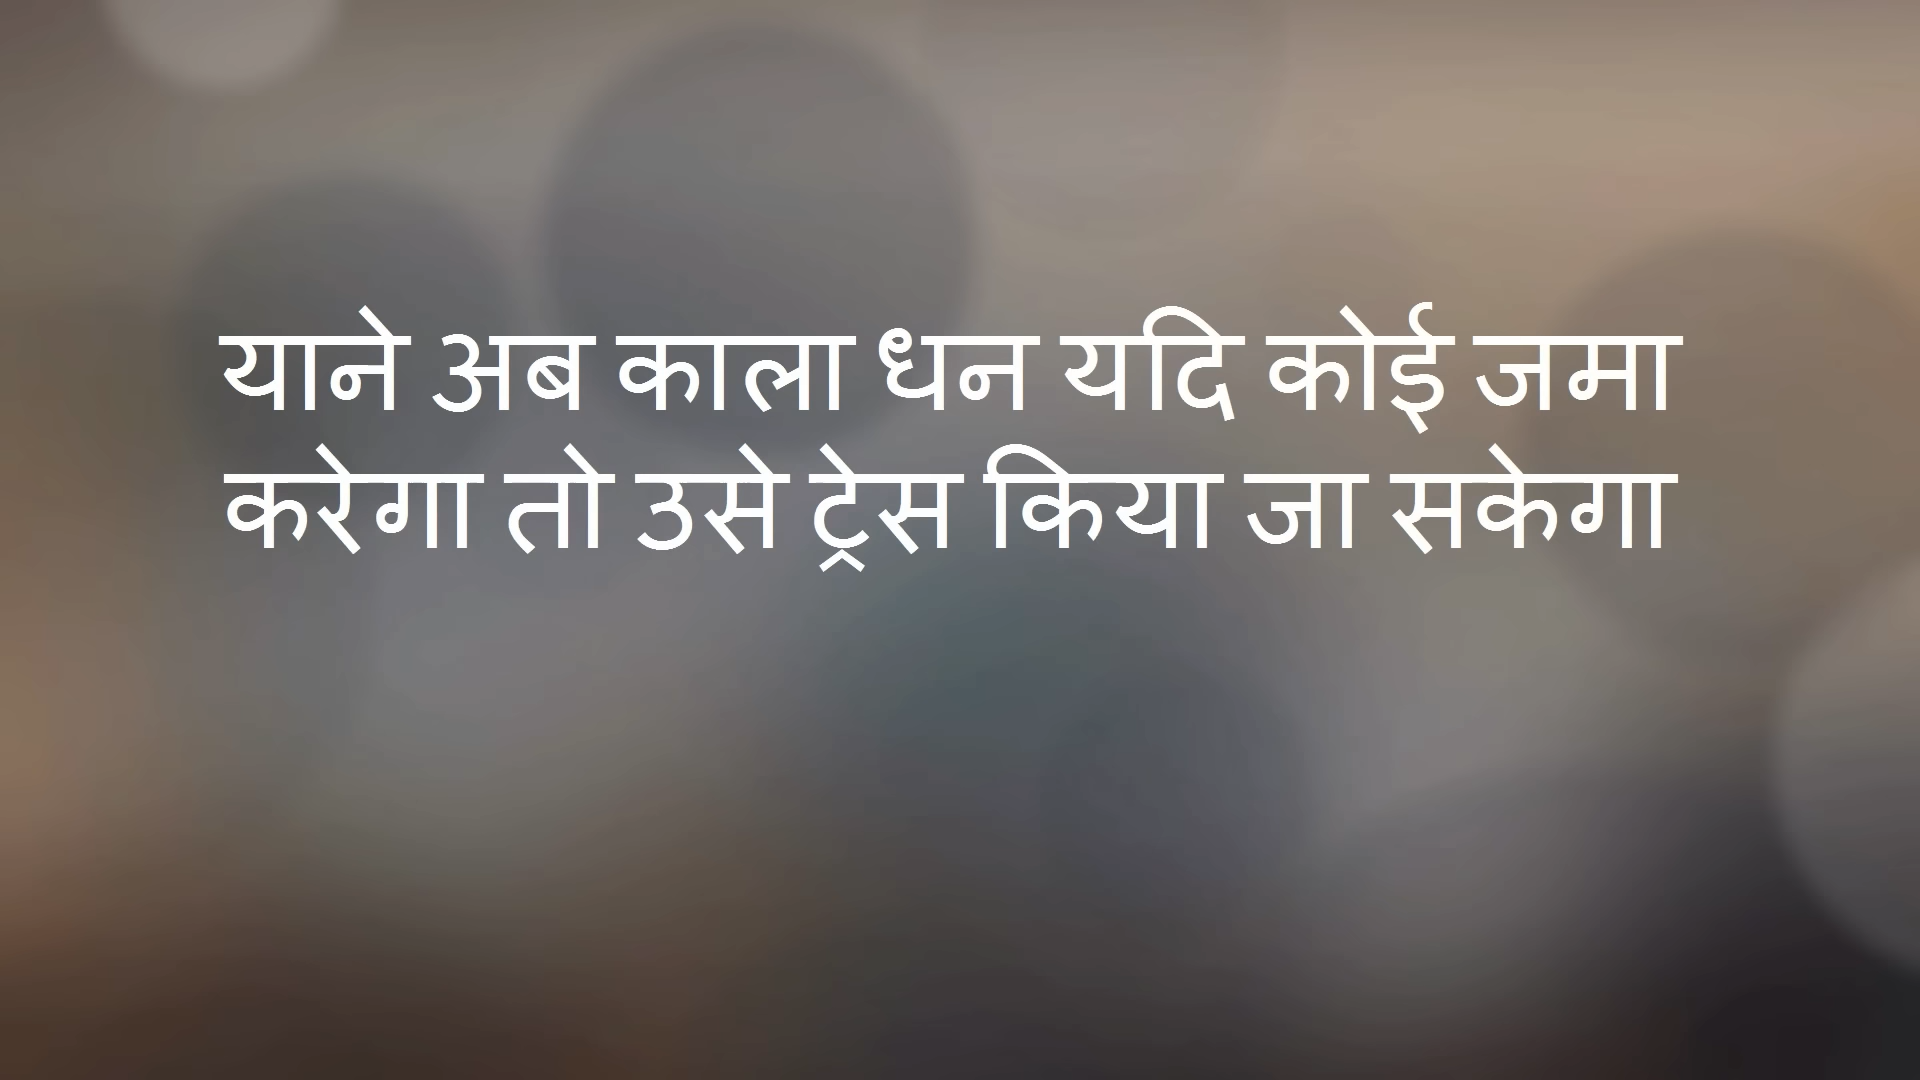 याने अब काला धन यदि कोई जमा
करेगा तो उसे ट्रेस किया जा सकेगा